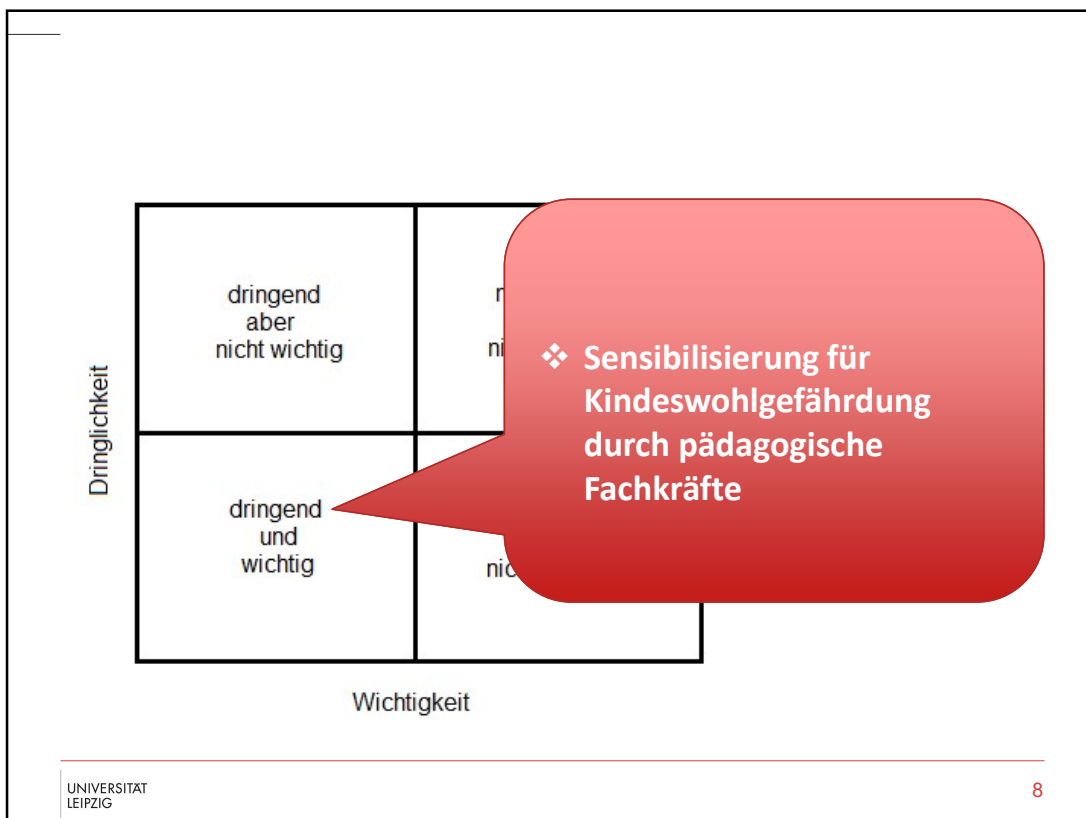 dringend
aber
nicht wichtig
Sensibilisierung für
Kindeswohlgefährdung
durch pädagogische
Fachkräfte
dringend
und
wichtig
Dringlichkeit
Wichtigkeit
UNIVERSITÄT
LEIPZIG
8